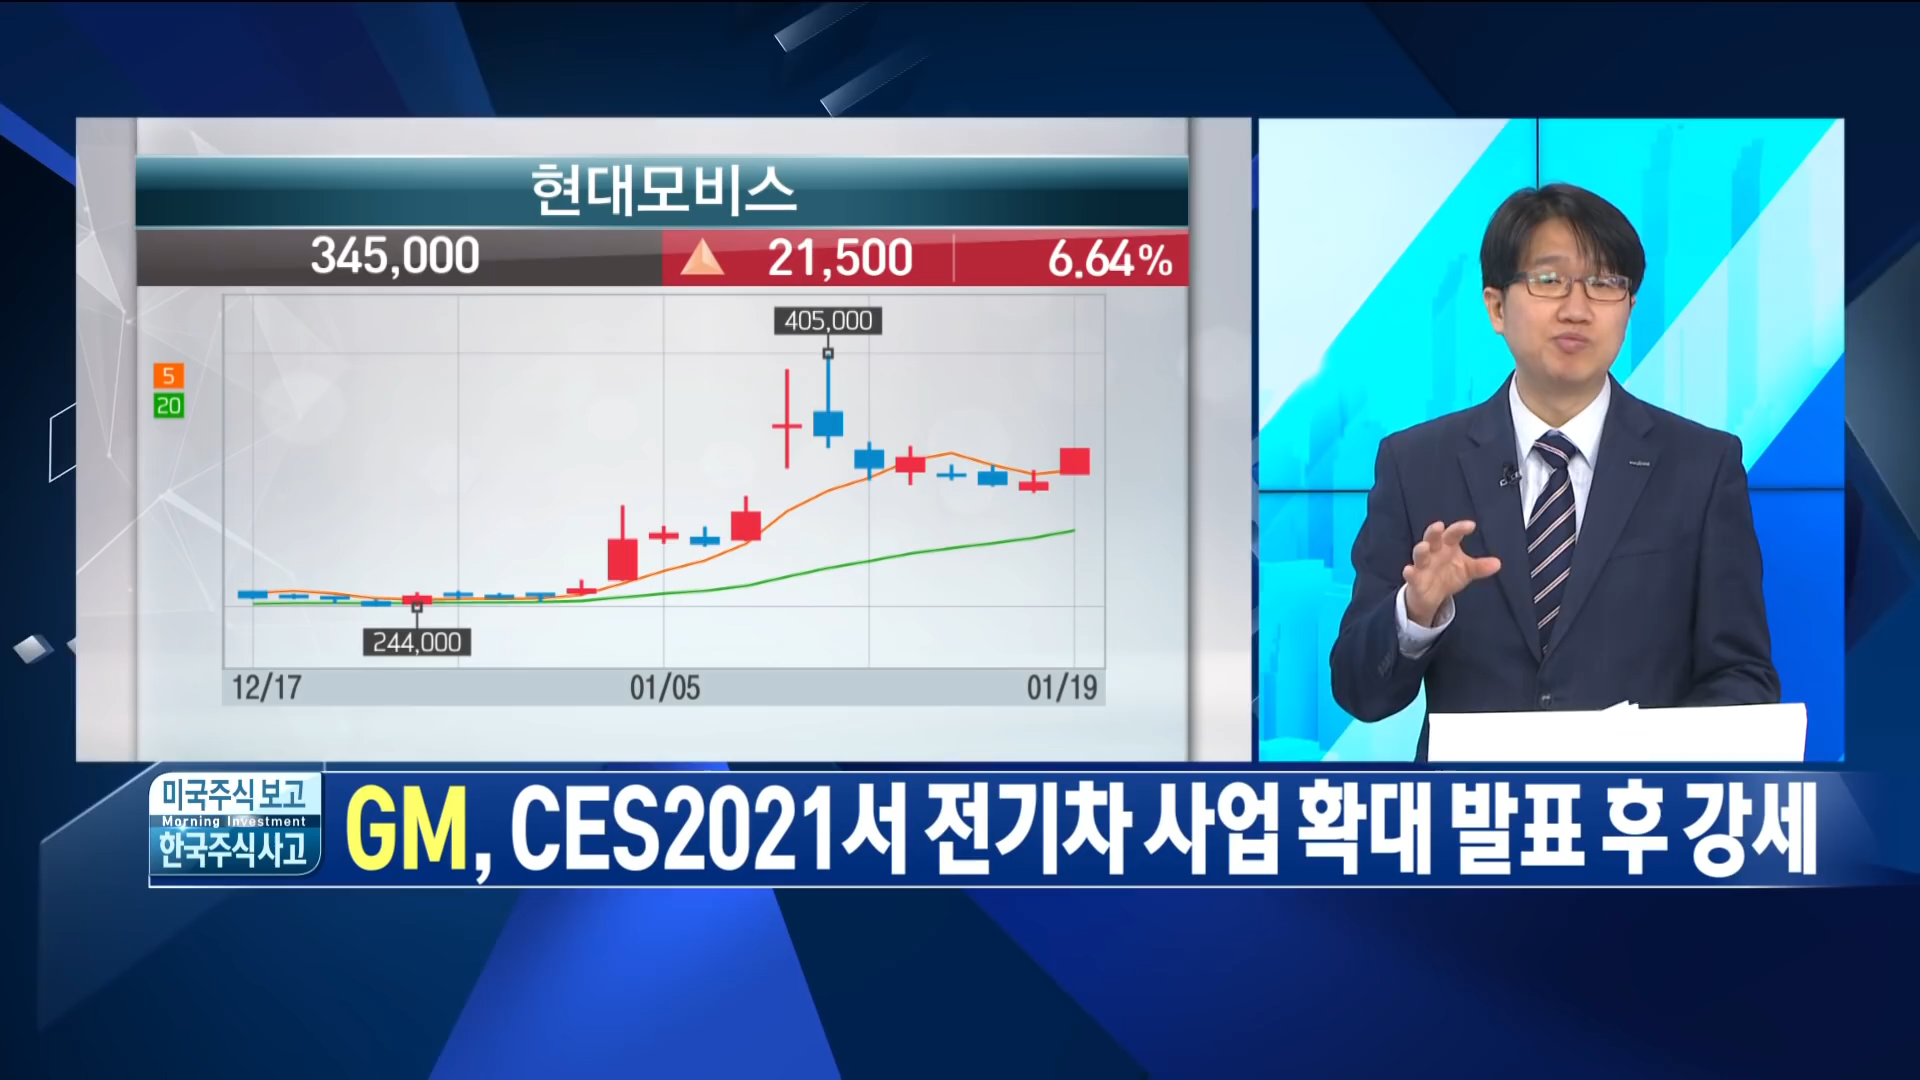 현대모비스
345,000 ▲ 21,500 6.64%
405,000
5
20
244,000
12/17 01/05 01/19
미국주식 보고
Morning Investment
한국주식사고
GM, CES2021서 전기차 사업 확대 발표 후 강세